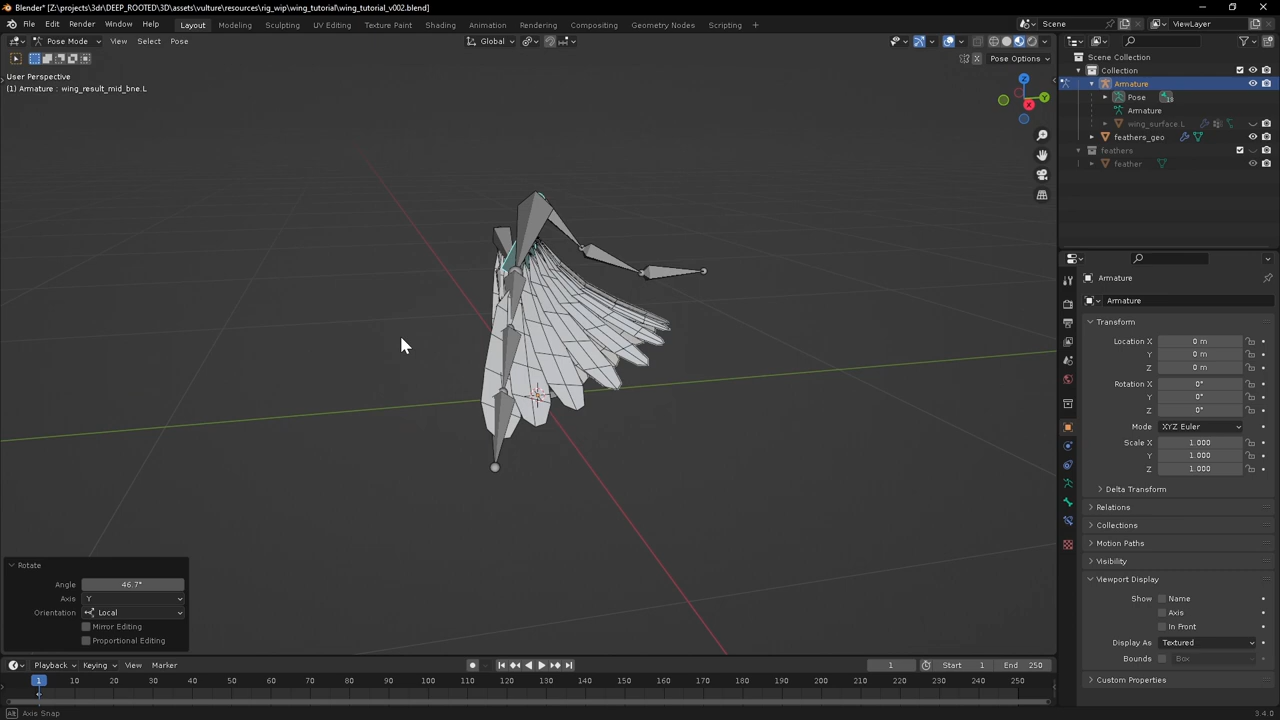 Blender* [Z:\projects\3dr\DEEP_ROOTED\3D\assets\vulture\resources\rig_wip\wing_tutorial\wing_tutorial_v002.blend]
File Edit Render Window Help Layout Modeling Sculpting UV Editing Texture Paint Shading Animation Rendering Compositing Geometry Nodes Scripting Scene ViewLayer
Pose Mode View Select Pose Global
Pose Options
User Perspective
(1) Armature : wing_result_mid_bne.L
Z
Y
X
Scene Collection
Collection
Armature
Pose
Armature
wing_surface L
feathers_geo
feathers
feather
Armature
Armature
Transform
Location X 0 m
Y 0 m
Z 0 m
Rotation X 0°
Y 0°
Z 0°
Mode XYZ Euler
Scale X 1.000
Y 1.000
Z 1.000
Delta Transform
Relations
Collections
Motion Paths
Visibility
Viewport Display
Show Name
Axis
In Front
Display As Textured
Bounds Box
Custom Properties
Rotate
Angle 46.7°
Axis Y
Orientation Local
Mirror Editing
Proportional Editing
Playback Keying View Marker 1 Start 1 End 250
1 10 20 30 40 50 60 70 80 90 100 110 120 130 140 150 160 170 180 190 200 210 220 230 240 250
Alt Axis Snap 3.4.0